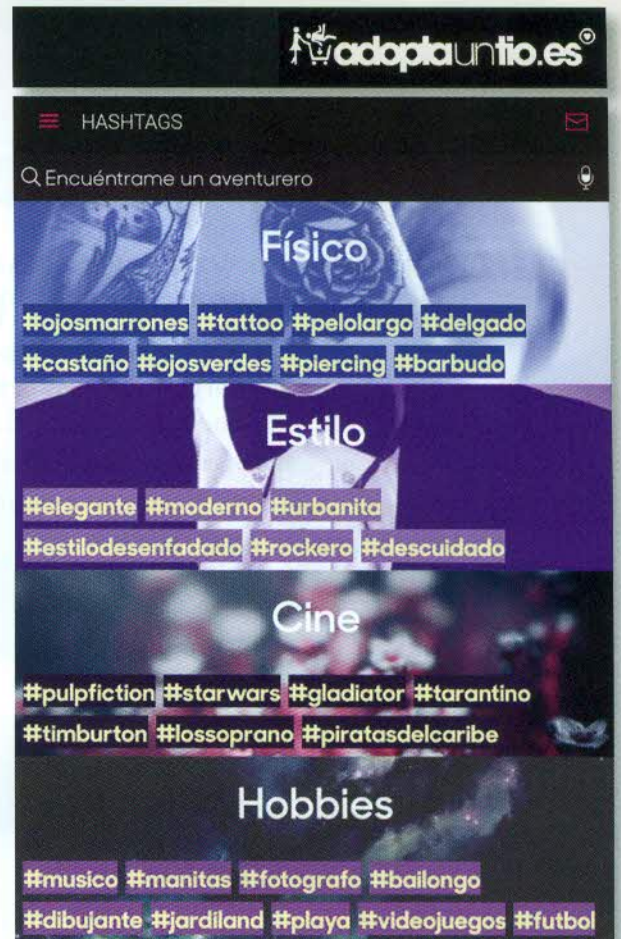 adoptauntio.es®
HASHTAGS
Encuéntrame un aventurero
Físico
#ojosmarrones #tattoo #pelolargo #delgado
#castaño #ojosverdes #piercing #barbudo
Estilo
#elegante #moderno #urbanita
#estilodesenfadado #rockero #descuidado
Cine
#pulpfiction #starwars #gladiator #tarantino
#timburton #lossoprano #piratasdelcaribe
Hobbies
#musico #manitas #fotografo #bailongo
#dibujante #jardiland #playa #videojuegos #futbol